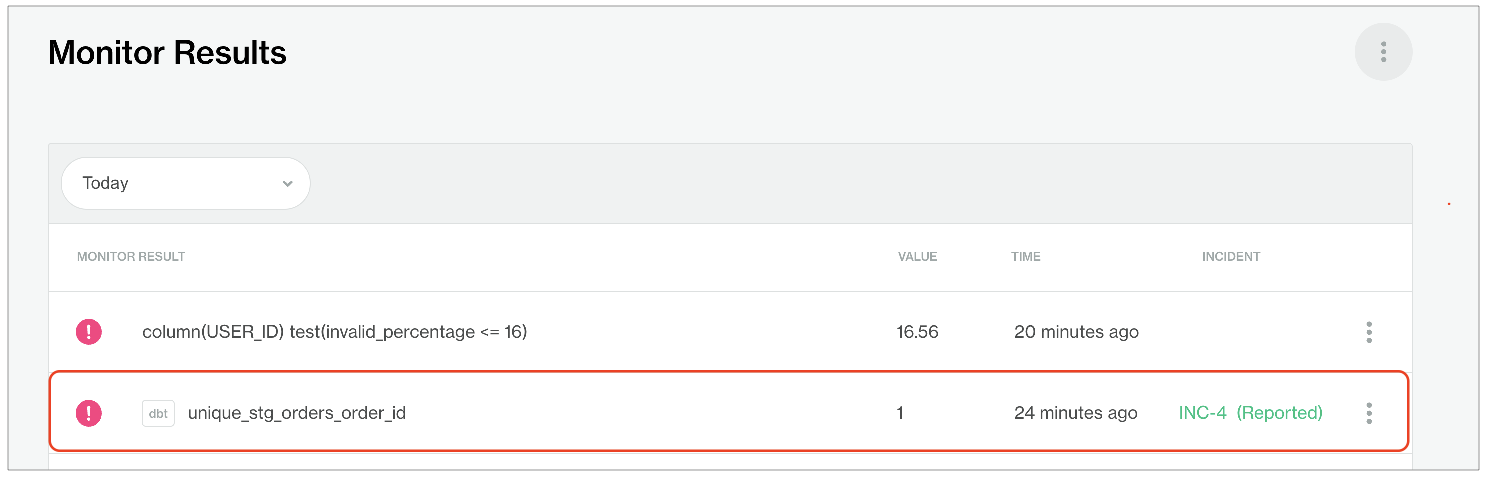 Monitor Results
Today
MONITOR RESULT VALUE TIME INCIDENT
column(USER_ID) test(invalid_percentage <= 16) 16.56 20 minutes ago
dbt unique_stg_orders_order_id 1 24 minutes ago INC-4 (Reported)